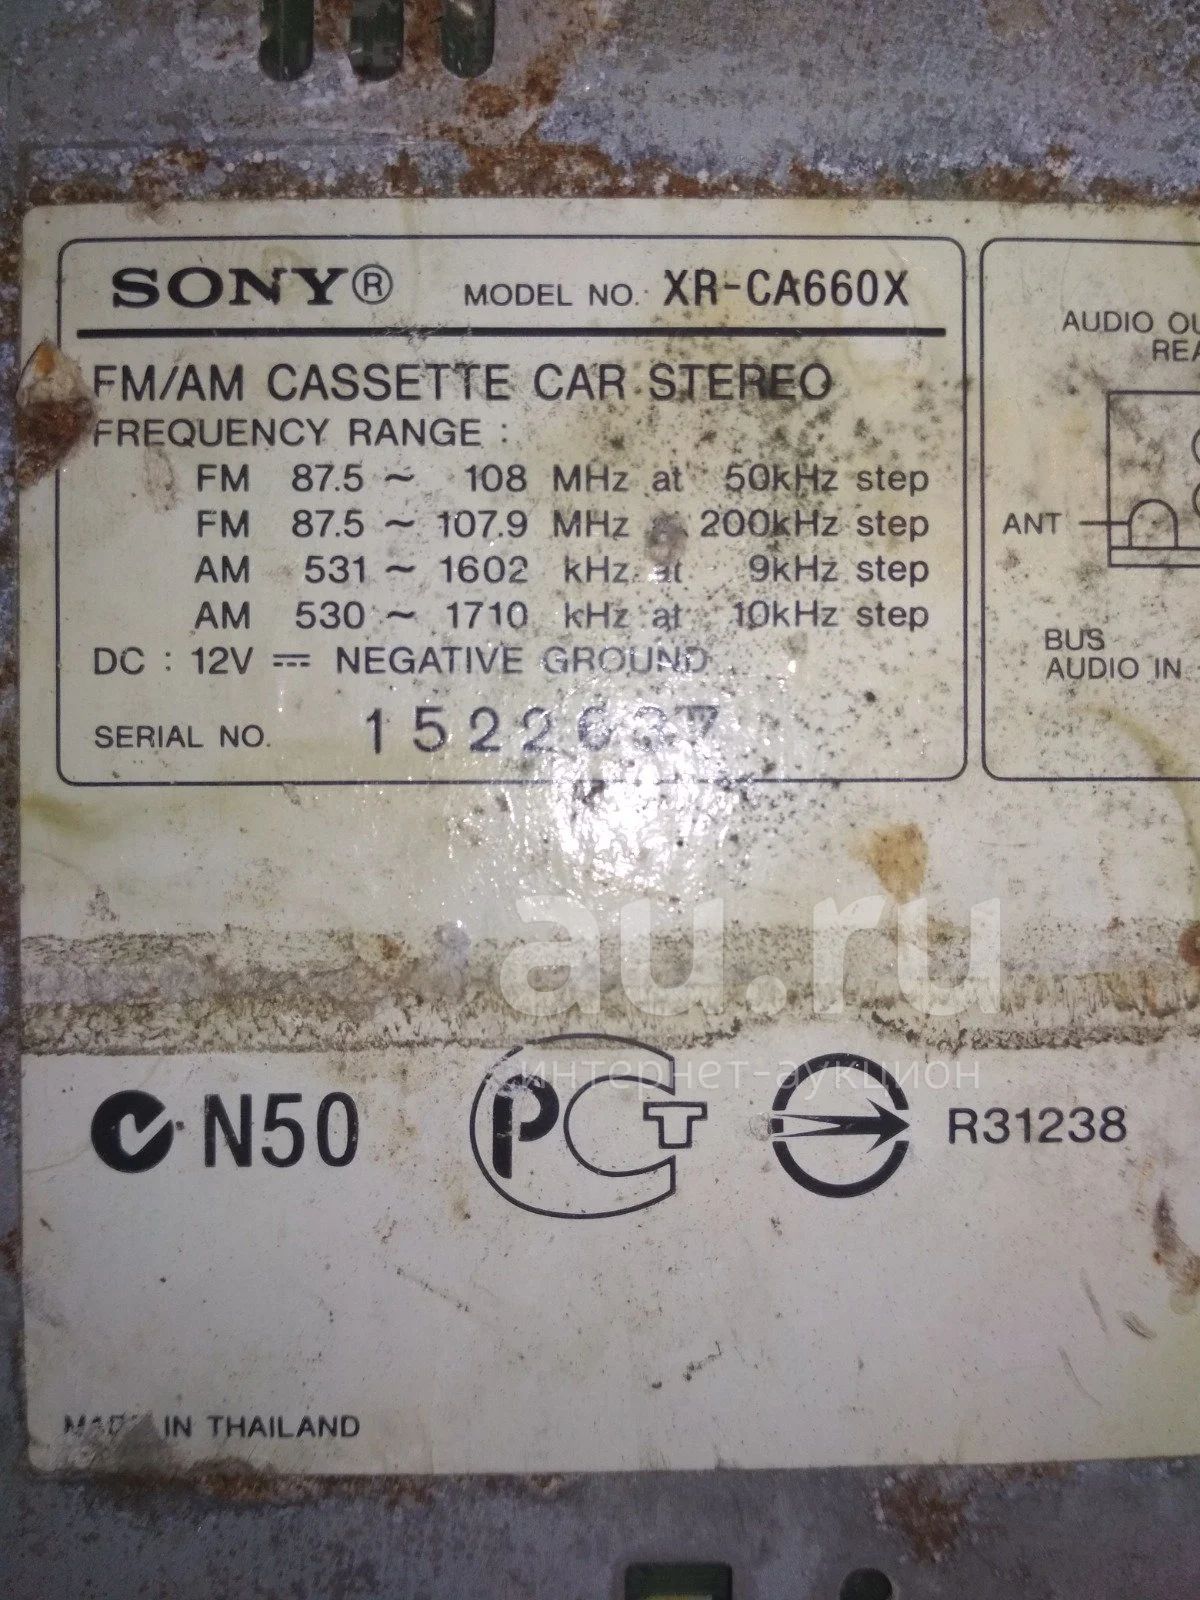 SONY® MODEL NO. XR-CA660X
FM/AM CASSETTE CAR STEREO
FREQUENCY RANGE :
FM 87.5 ~ 108 MHz at 50kHz step
FM 87.5 ~ 107.9 MHz 200kHz step
AM 531 ~ 1602 kHz at 9kHz step
AM 530 ~ 1710 kHz at 10kHz step
DC : 12V ⎓ NEGATIVE GROUND
SERIAL NO. 1522637
AUDIO OU
REA
ANT
BUS
AUDIO IN
au.ru
интернет-аукцион
N50
РСТ
R31238
MADE IN THAILAND